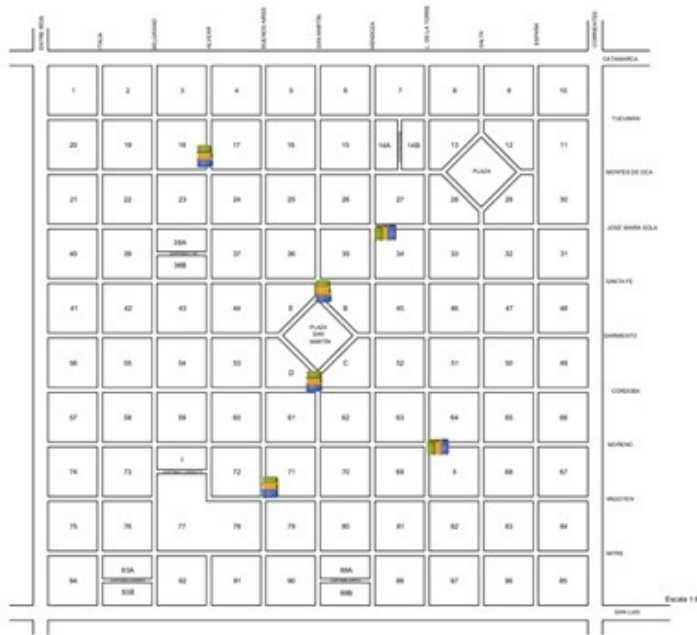 ENTRE RÍOS
ITALIA
BELGRANO
ALVEAR
BUENOS AIRES
SAN MARTÍN
MENDOZA
L. DE LA TORRE
SALTA
ESPAÑA
CORRIENTES
CATAMARCA
1 2 3 4 5 6 7 8 9 10
TUCUMÁN
20 19 18 17 16 15 14A 14B 13 12 11
PLAZA
MONTES DE OCA
21 22 23 24 25 26 27 28 29 30
JOSÉ MARÍA SOLA
38A
40 39 37 36 35 34 33 32 31
38B
SANTA FE
41 42 43 44 E B 45 46 47 48
PLAZA
SAN
MARTÍN
SARMIENTO
56 55 54 53 D C 52 51 50 49
CÓRDOBA
57 58 59 60 61 62 63 64 65 66
MORENO
I
74 73 72 71 70 69 68 67
IRIGOYEN
75 76 77 78 79 80 81 82 83 84
MITRE
93A 89A
94 92 91 90 88 87 86 85
93B 89B
SAN LUIS
Escala 1: